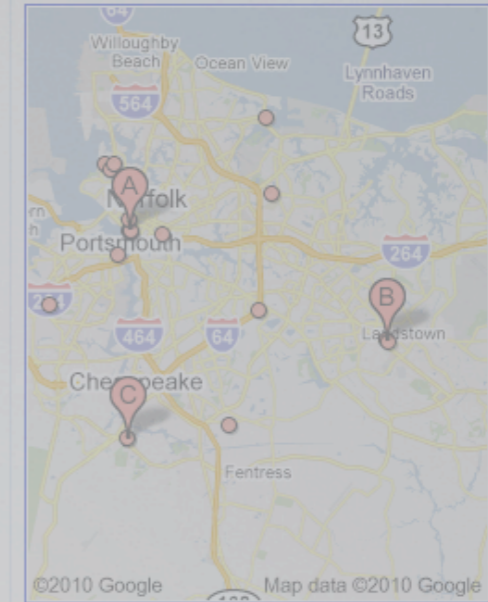 64
13
Willoughby
Beach
Ocean View
Lynnhaven
Roads
564
A
Norfolk
Portsmouth
264
B
464
64
Landstown
Chesapeake
C
Fentress
©2010 Google
Map data ©2010 Google